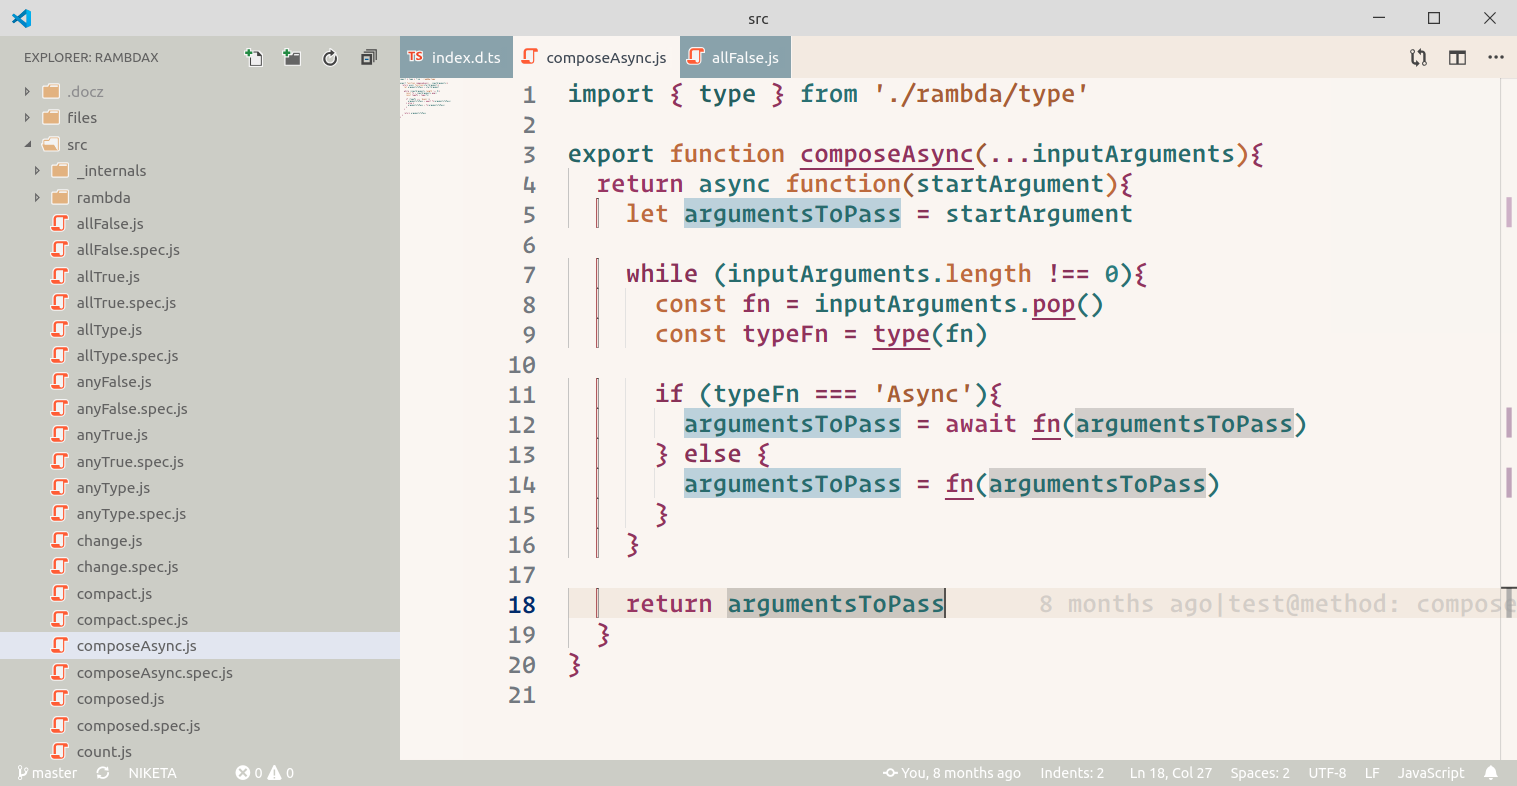 src
EXPLORER: RAMBDAX
.docz
files
src
_internals
rambda
allFalse.js
allFalse.spec.js
allTrue.js
allTrue.spec.js
allType.js
allType.spec.js
anyFalse.js
anyFalse.spec.js
anyTrue.js
anyTrue.spec.js
anyType.js
anyType.spec.js
change.js
change.spec.js
compact.js
compact.spec.js
composeAsync.js
composeAsync.spec.js
composed.js
composed.spec.js
count.js
TS index.d.ts composeAsync.js allFalse.js
1 import { type } from './rambda/type'
2
3 export function composeAsync(...inputArguments){
4 return async function(startArgument){
5 let argumentsToPass = startArgument
6
7 while (inputArguments.length !== 0){
8 const fn = inputArguments.pop()
9 const typeFn = type(fn)
10
11 if (typeFn === 'Async'){
12 argumentsToPass = await fn(argumentsToPass)
13 } else {
14 argumentsToPass = fn(argumentsToPass)
15 }
16 }
17
18 return argumentsToPass 8 months ago|test@method: compose
19 }
20 }
21
master NIKETA 0 0 You, 8 months ago Indents: 2 Ln 18, Col 27 Spaces: 2 UTF-8 LF JavaScript